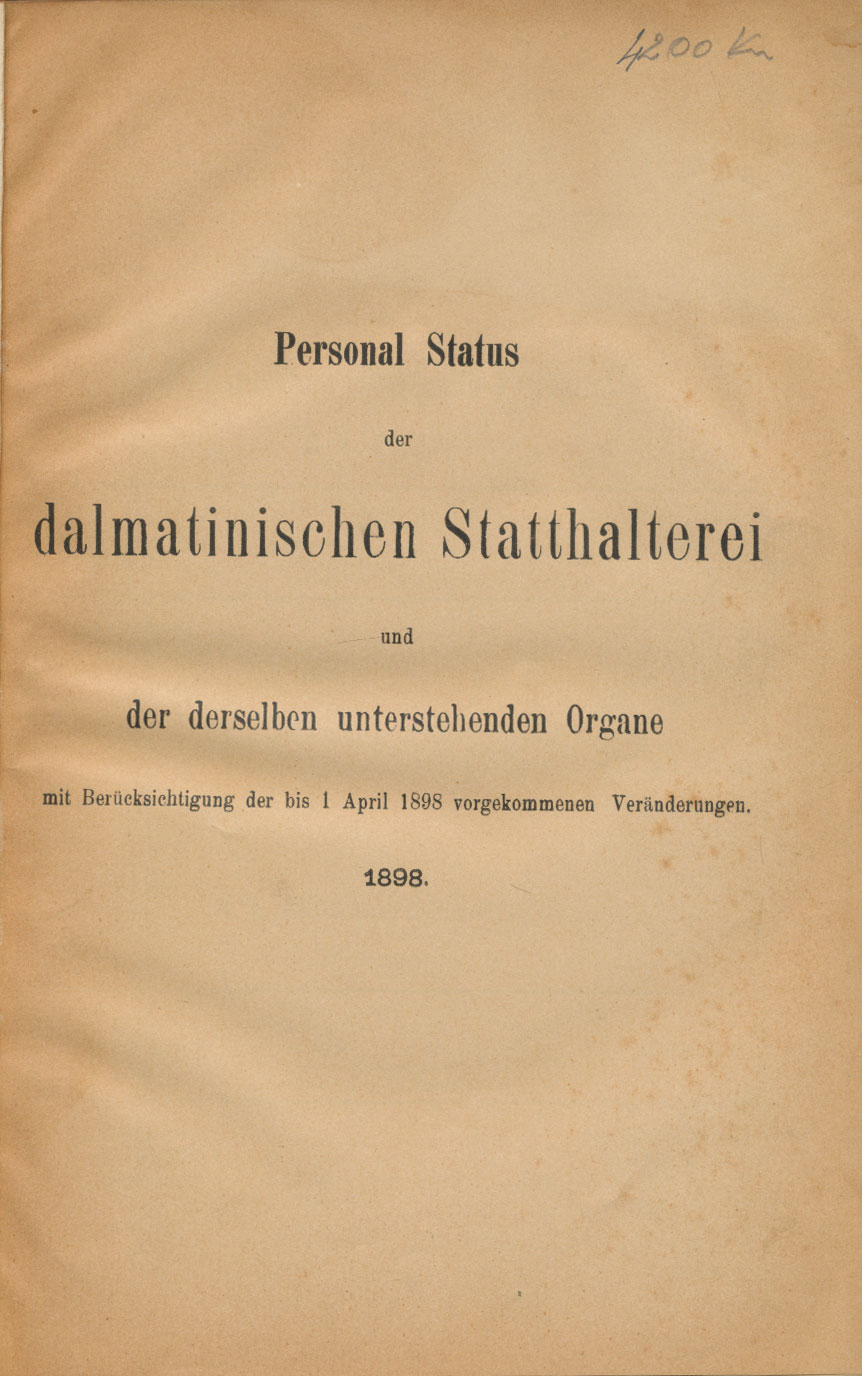 4200 Kn
Personal Status
der
dalmatinischen Statthalterei
und
der derselben unterstehenden Organe
mit Berücksichtigung der bis 1 April 1898 vorgekommenen Veränderungen.
1898.